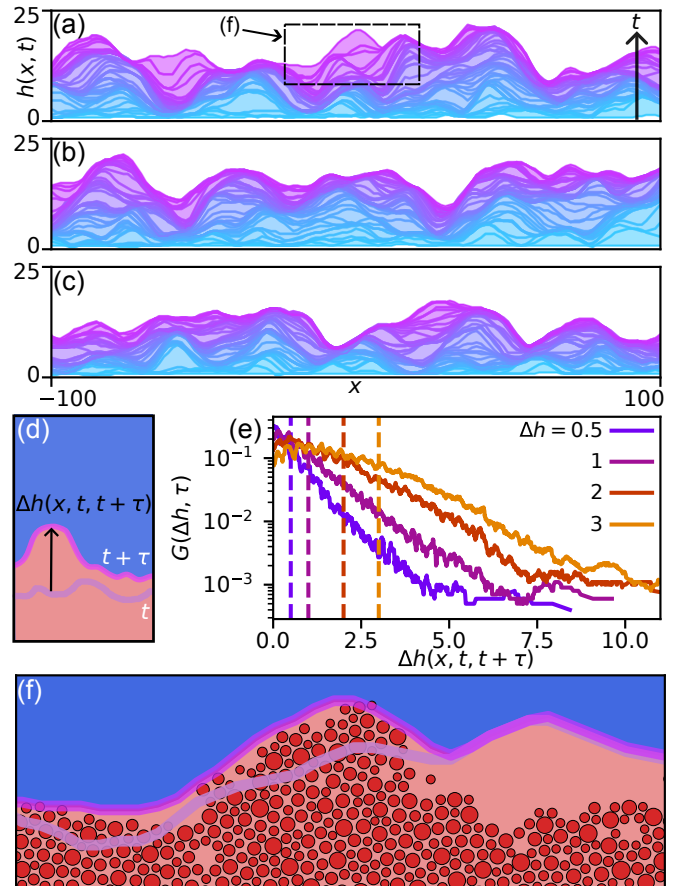 (a)
(f)
t
h(x, t)
25
0
(b)
25
0
(c)
25
0
−100
x
100
(d)
Δh(x, t, t + τ)
t + τ
t
(e)
G(Δh, τ)
10⁻¹
10⁻²
10⁻³
Δh = 0.5
1
2
3
0.0 2.5 5.0 7.5 10.0
Δh(x, t, t + τ)
(f)